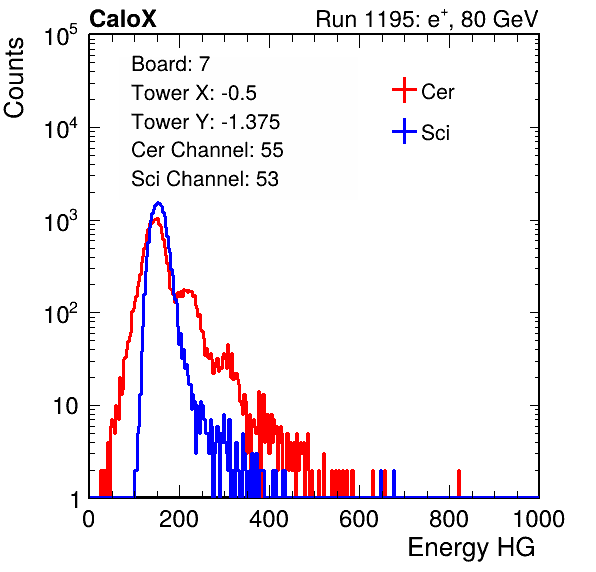 CaloX Run 1195: e⁺, 80 GeV
Counts
10⁵
10⁴
10³
10²
10
1
Board: 7
Tower X: -0.5
Tower Y: -1.375
Cer Channel: 55
Sci Channel: 53
Cer
Sci
0 200 400 600 800 1000
Energy HG